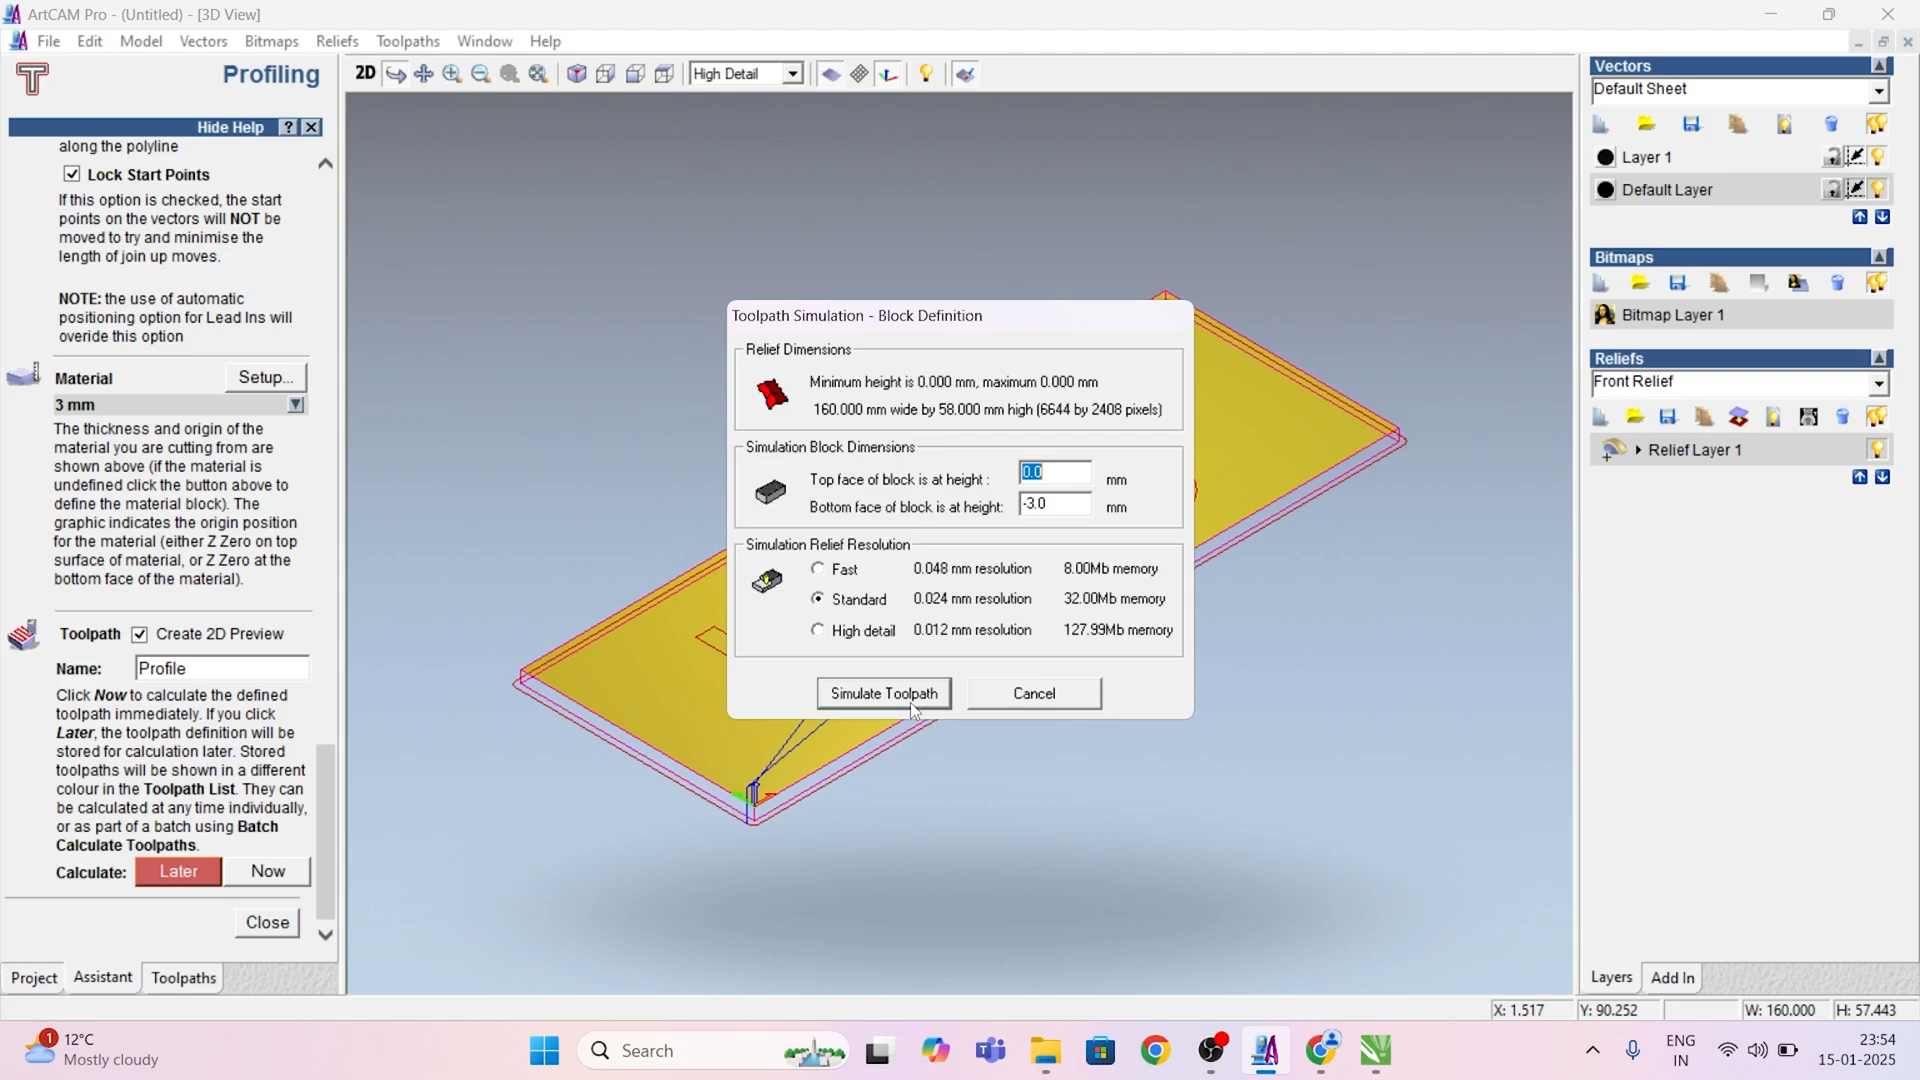 ArtCAM Pro - (Untitled) - [3D View]
File Edit Model Vectors Bitmaps Reliefs Toolpaths Window Help
Profiling
Hide Help ?
along the polyline
Lock Start Points
If this option is checked, the start
points on the vectors will NOT be
moved to try and minimise the
length of join up moves.
NOTE: the use of automatic
positioning option for Lead Ins will
overide this option
Material Setup...
3 mm
The thickness and origin of the
material you are cutting from are
shown above (if the material is
undefined click the button above to
define the material block). The
graphic indicates the origin position
for the material (either Z Zero on top
surface of material, or Z Zero at the
bottom face of the material).
Toolpath Create 2D Preview
Name: Profile
Click Now to calculate the defined
toolpath immediately. If you click
Later, the toolpath definition will be
stored for calculation later. Stored
toolpaths will be shown in a different
colour in the Toolpath List. They can
be calculated at any time individually,
or as part of a batch using Batch
Calculate Toolpaths.
Calculate: Later Now
Close
Project Assistant Toolpaths
2D High Detail
Toolpath Simulation - Block Definition
Relief Dimensions
Minimum height is 0.000 mm, maximum 0.000 mm
160.000 mm wide by 58.000 mm high (6644 by 2408 pixels)
Simulation Block Dimensions
Top face of block is at height : 0.0 mm
Bottom face of block is at height: -3.0 mm
Simulation Relief Resolution
Fast 0.048 mm resolution 8.00Mb memory
Standard 0.024 mm resolution 32.00Mb memory
High detail 0.012 mm resolution 127.99Mb memory
Simulate Toolpath Cancel
Vectors
Default Sheet
Layer 1
Default Layer
Bitmaps
Bitmap Layer 1
Reliefs
Front Relief
Relief Layer 1
Layers Add In
X: 1.517 Y: 90.252 W: 160.000 H: 57.443
1
12°C
Mostly cloudy
Search
ENG
IN
23:54
15-01-2025